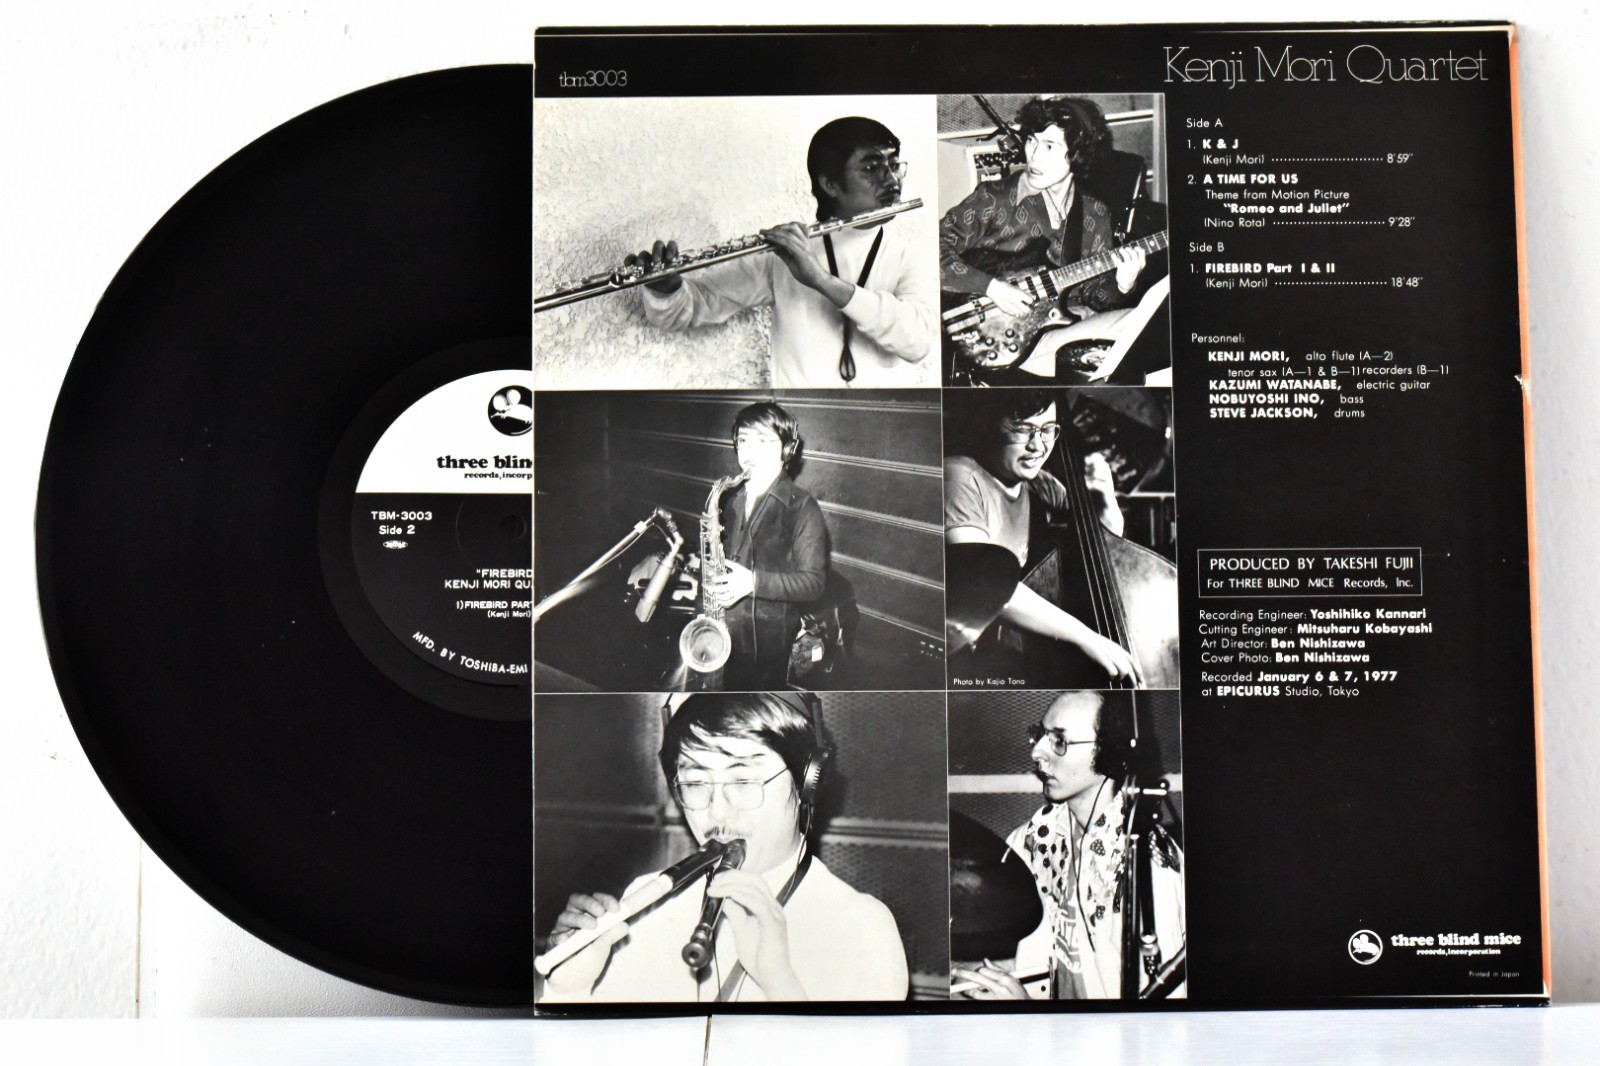 Kenji Mori Quartet
tbm3003
Side A
1. K & J
(Kenji Mori) 8'59"
2. A TIME FOR US
Theme from Motion Picture
"Romeo and Juliet"
(Nino Rota) 9'28"
Side B
1. FIREBIRD Part I & II
(Kenji Mori) 18'48"
Personnel:
KENJI MORI, alto flute (A—2)
tenor sax (A—1 & B—1) recorders (B—1)
KAZUMI WATANABE, electric guitar
NOBUYOSHI INO, bass
STEVE JACKSON, drums
PRODUCED BY TAKESHI FUJII
For THREE BLIND MICE Records, Inc.
Recording Engineer: Yoshihiko Kannari
Cutting Engineer: Mitsuharu Kobayashi
Art Director: Ben Nishizawa
Cover Photo: Ben Nishizawa
Recorded January 6 & 7, 1977
at EPICURUS Studio, Tokyo
three blind mice
records, incorporation
Printed in Japan
Photo by Kajio Tono
three blin
records, incorp
TBM-3003
Side 2
"FIREBIRD
KENJI MORI QU
1) FIREBIRD PART
(Kenji Mori)
MFD. BY TOSHIBA-EMI